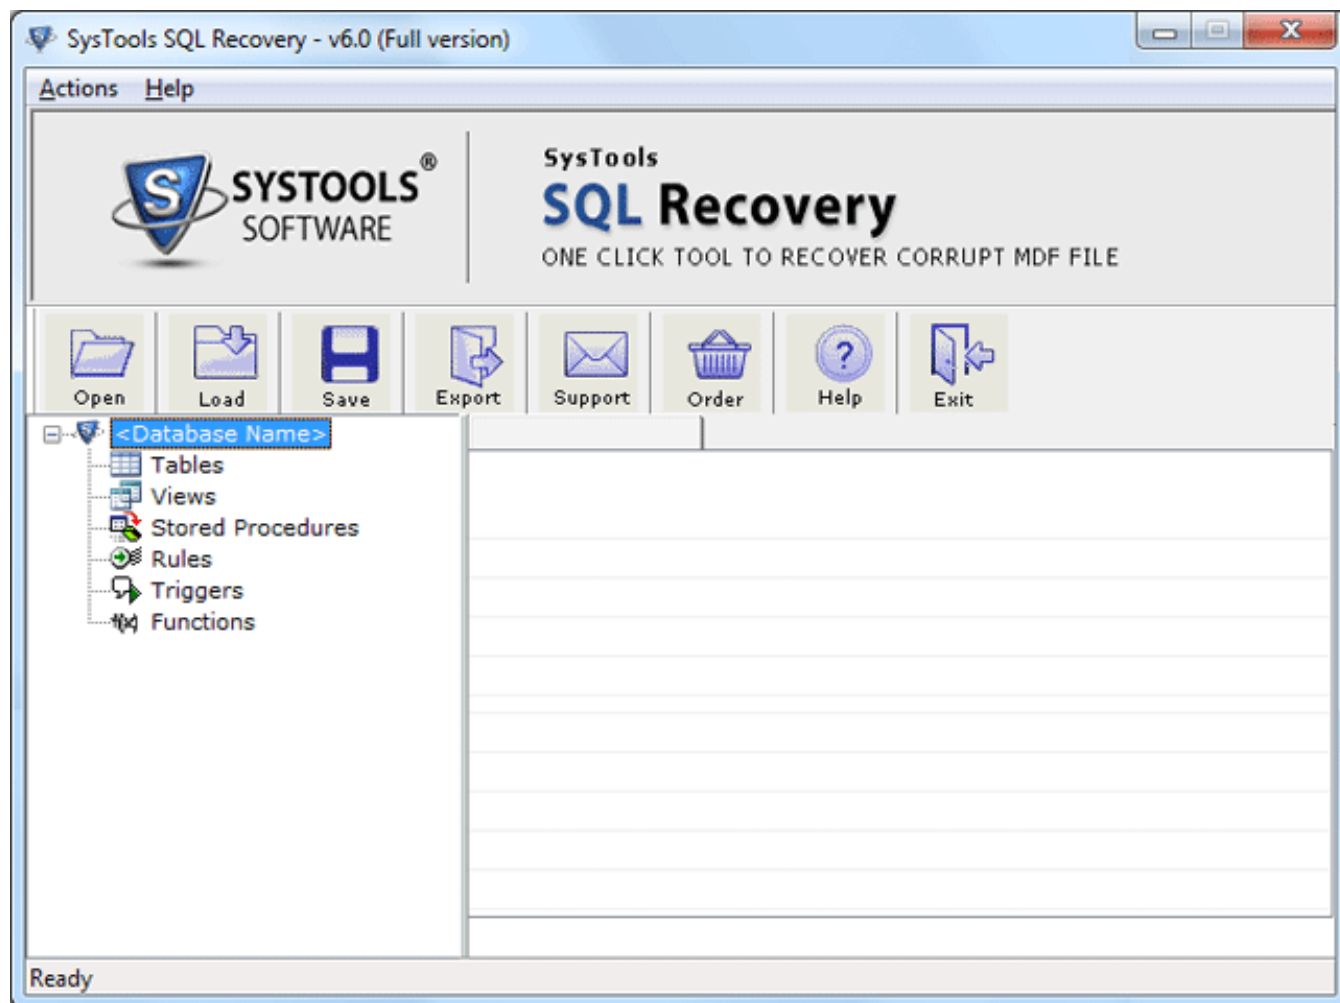 SysTools SQL Recovery - v6.0 (Full version)
Actions Help
SYSTOOLS®
SOFTWARE
SysTools
SQL Recovery
ONE CLICK TOOL TO RECOVER CORRUPT MDF FILE
Open Load Save Export Support Order Help Exit
<Database Name>
Tables
Views
Stored Procedures
Rules
Triggers
Functions
Ready